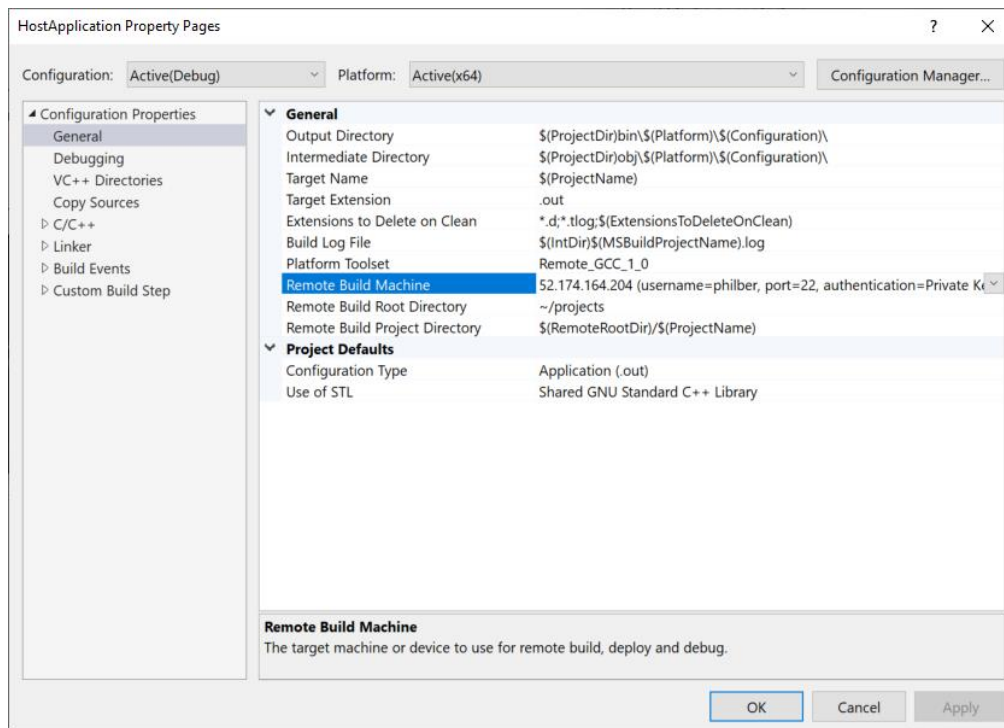 HostApplication Property Pages ?
Configuration: Active(Debug) Platform: Active(x64) Configuration Manager...
Configuration Properties
General
Debugging
VC++ Directories
Copy Sources
C/C++
Linker
Build Events
Custom Build Step
General
Output Directory $(ProjectDir)bin\$(Platform)\$(Configuration)\
Intermediate Directory $(ProjectDir)obj\$(Platform)\$(Configuration)\
Target Name $(ProjectName)
Target Extension .out
Extensions to Delete on Clean *.d;*.tlog;$(ExtensionsToDeleteOnClean)
Build Log File $(IntDir)$(MSBuildProjectName).log
Platform Toolset Remote_GCC_1_0
Remote Build Machine 52.174.164.204 (username=philber, port=22, authentication=Private
Remote Build Root Directory ~/projects
Remote Build Project Directory $(RemoteRootDir)/$(ProjectName)
Project Defaults
Configuration Type Application (.out)
Use of STL Shared GNU Standard C++ Library
Remote Build Machine
The target machine or device to use for remote build, deploy and debug.
OK Cancel Apply